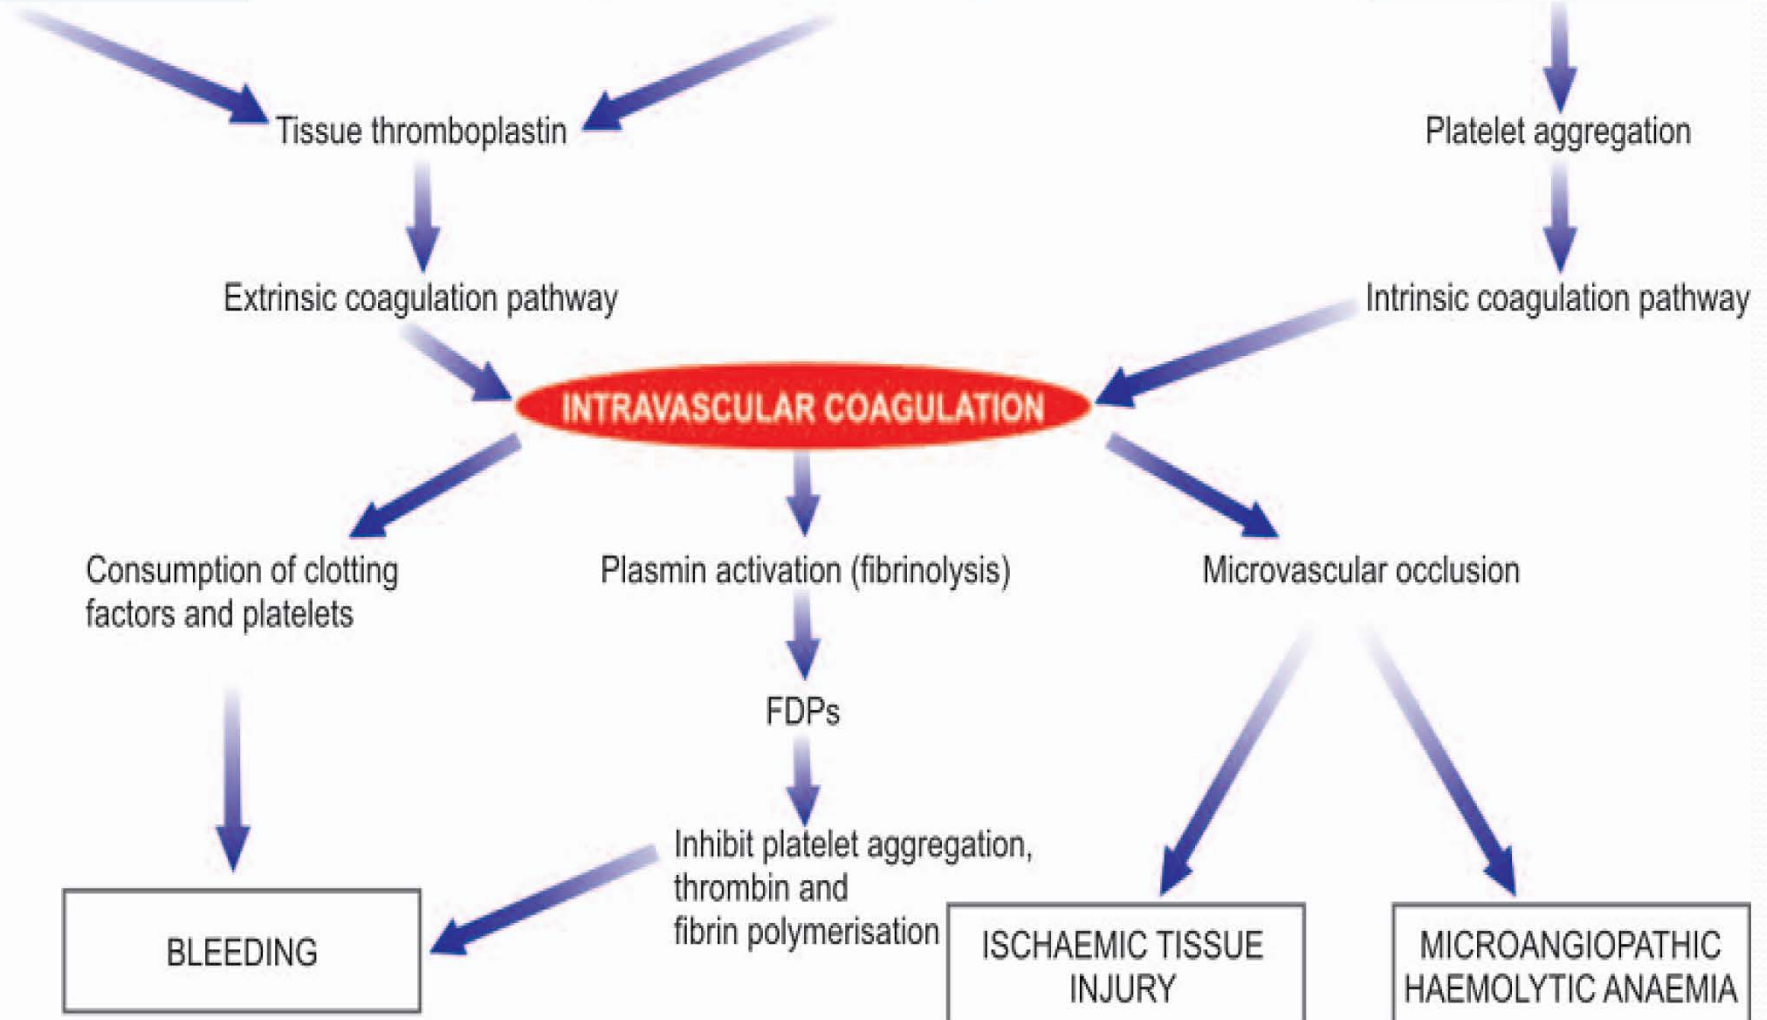 Tissue thromboplastin
Platelet aggregation
Extrinsic coagulation pathway
Intrinsic coagulation pathway
INTRAVASCULAR COAGULATION
Consumption of clotting
factors and platelets
Plasmin activation (fibrinolysis)
Microvascular occlusion
FDPs
Inhibit platelet aggregation,
thrombin and
fibrin polymerisation
BLEEDING
ISCHAEMIC TISSUE
INJURY
MICROANGIOPATHIC
HAEMOLYTIC ANAEMIA